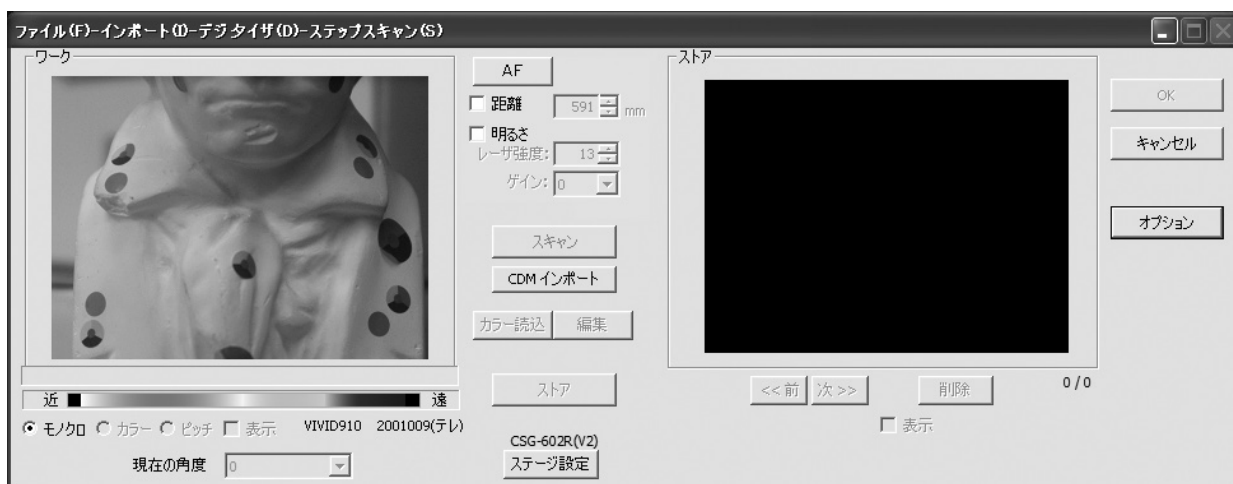 ファイル(F)-インポート(I)-デジタイザ(D)-ステップスキャン(S)
ワーク
AF
距離 591 mm
明るさ
レーザ強度: 13
ゲイン: 0
スキャン
CDM インポート
カラー読込 編集
ストア
近 遠
モノクロ カラー ピッチ 表示 VIVID910 2001009(テレ)
現在の角度 0
CSG-602R(V2)
ステージ設定
ストア
<<前 次>> 削除 0 / 0
表示
OK
キャンセル
オプション